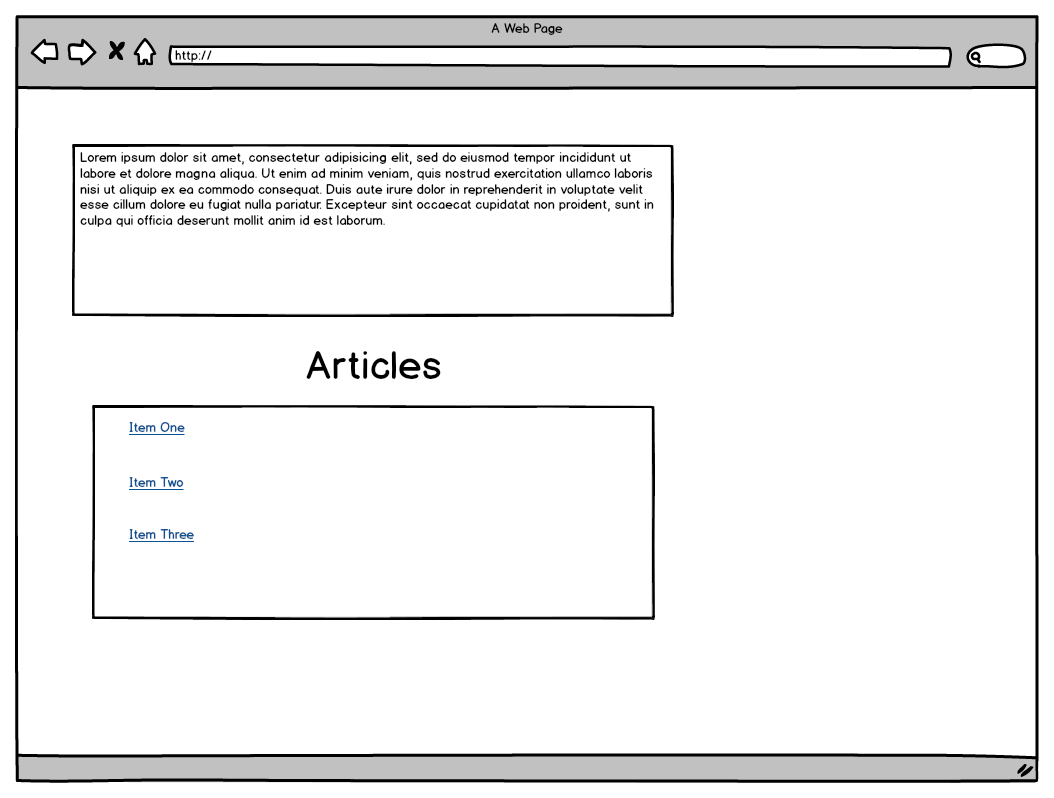 A Web Page
http://
Lorem ipsum dolor sit amet, consectetur adipisicing elit, sed do eiusmod tempor incididunt ut
labore et dolore magna aliqua. Ut enim ad minim veniam, quis nostrud exercitation ullamco laboris
nisi ut aliquip ex ea commodo consequat. Duis aute irure dolor in reprehenderit in voluptate velit
esse cillum dolore eu fugiat nulla pariatur. Excepteur sint occaecat cupidatat non proident, sunt in
culpa qui officia deserunt mollit anim id est laborum.
Articles
Item One
Item Two
Item Three